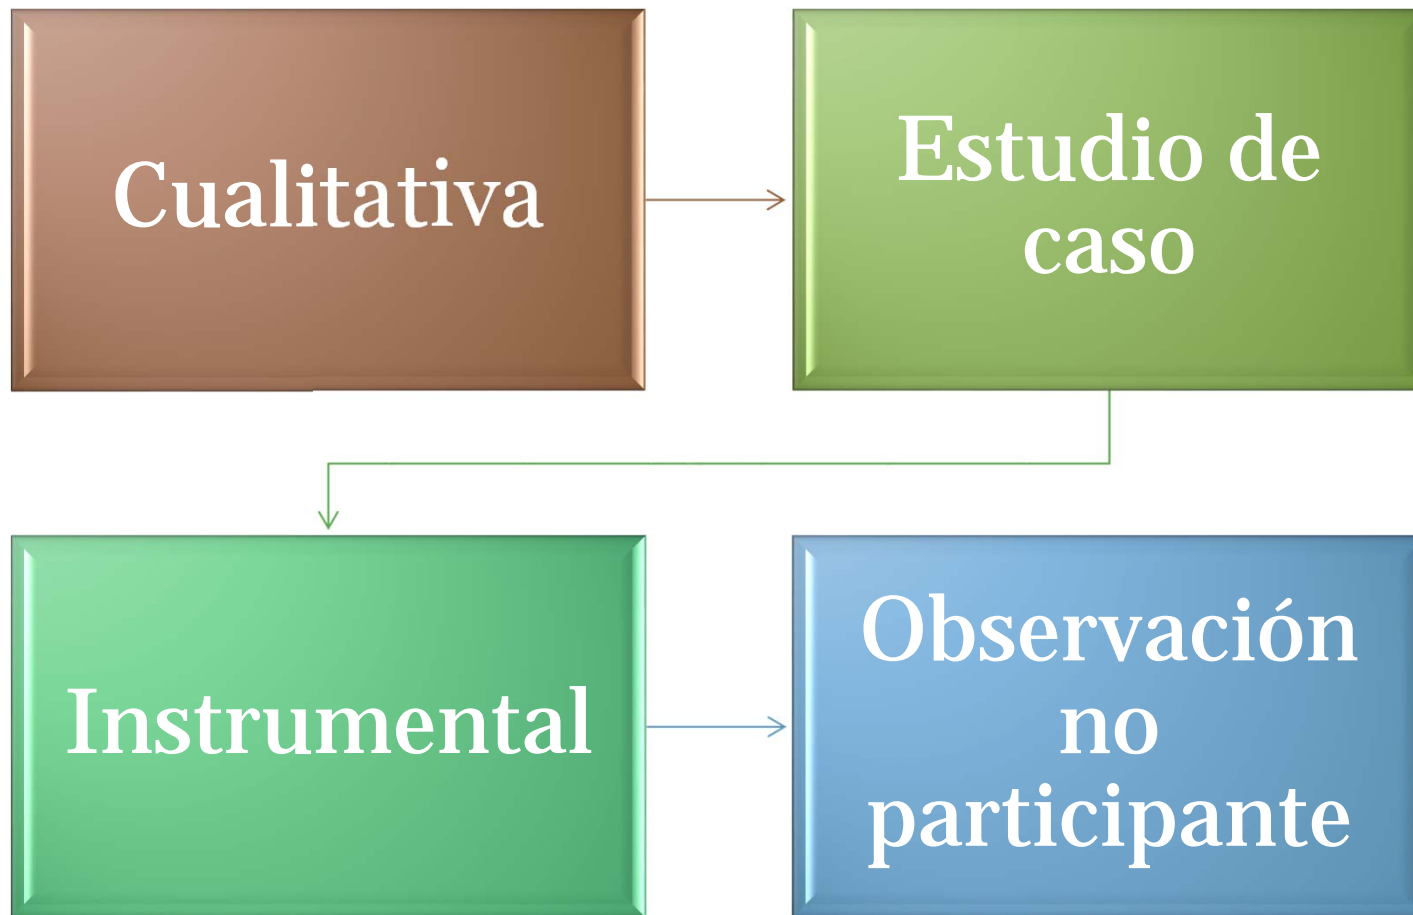 Cualitativa
Estudio de
caso
Instrumental
Observación
no
participante